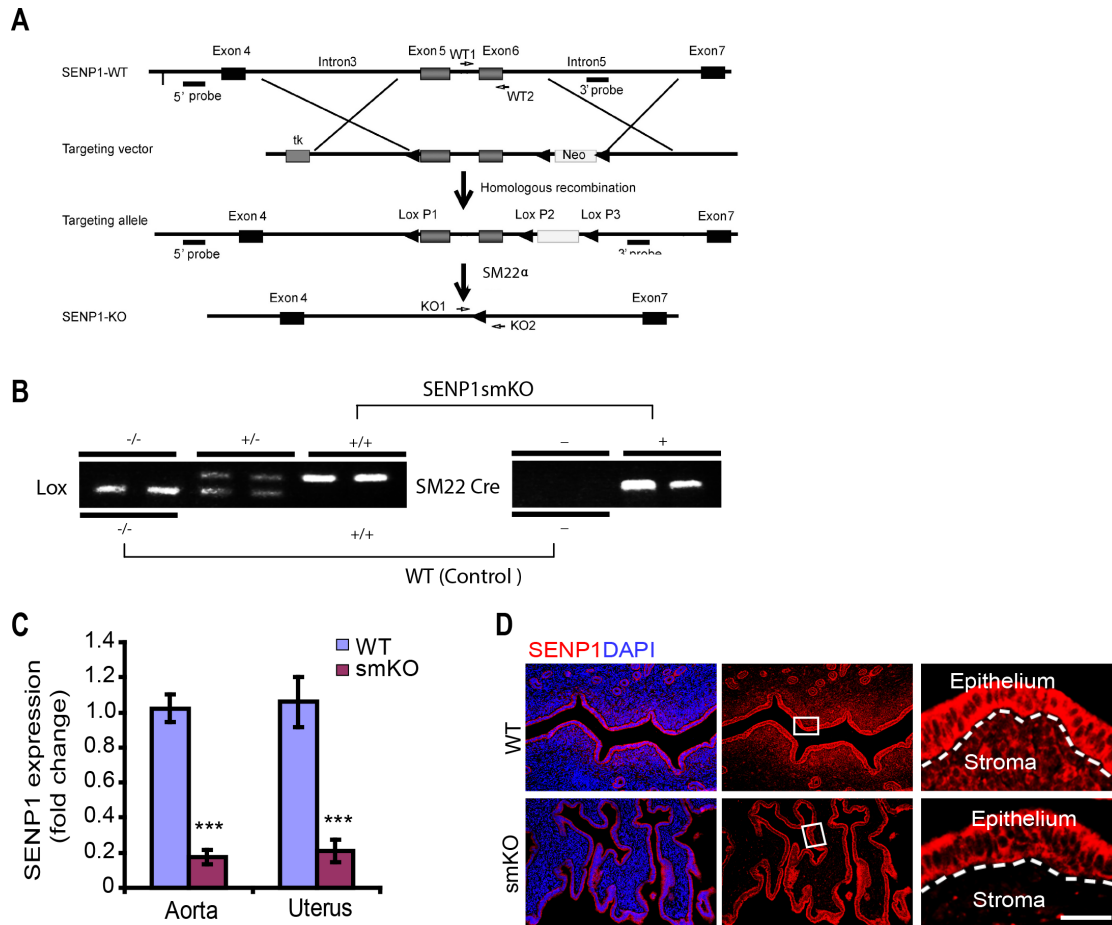 A
Exon 4 Intron3 Exon 5 WT1 Exon6 Intron5 Exon7
SENP1-WT
5' probe WT2 3' probe
tk
Targeting vector Neo
Homologous recombination
Targeting allele Exon 4 Lox P1 Lox P2 Lox P3 Exon7
5' probe 3' probe
SM22α
Exon 4 KO1 Exon7
SENP1-KO KO2
B
SENP1smKO
-/- +/- +/+ – +
Lox SM22 Cre
-/- +/+ –
WT (Control )
C
SENP1 expression
(fold change)
1.4
1.2
1.0
0.8
0.6
0.4
0.2
0
WT
smKO
***
***
Aorta Uterus
D
SENP1DAPI
WT
Epithelium
Stroma
smKO
Epithelium
Stroma